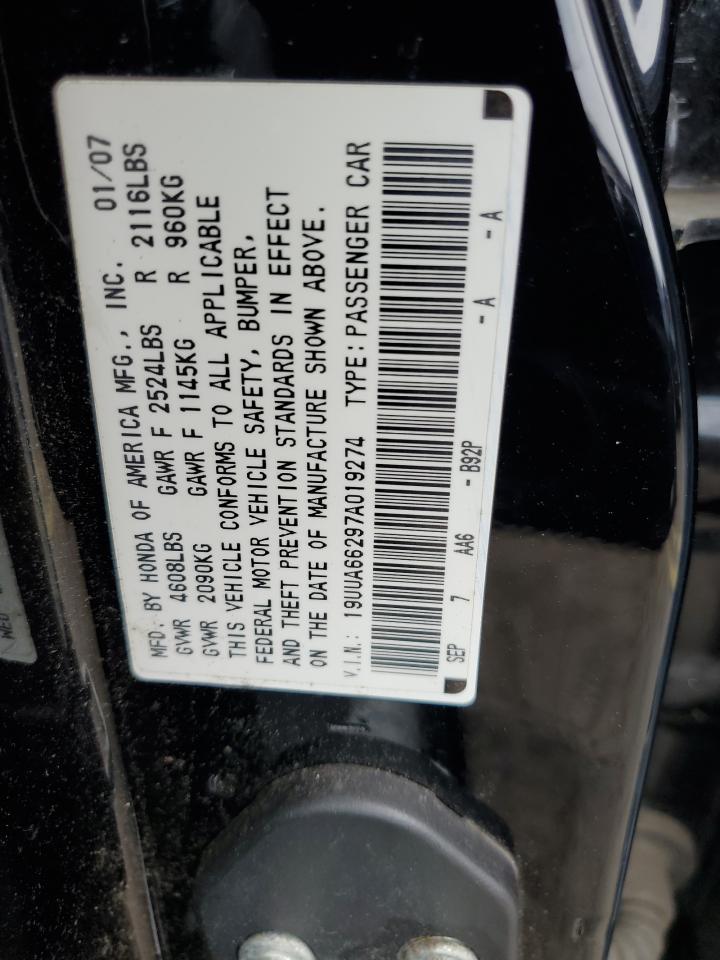 MFD. BY HONDA OF AMERICA MFG., INC. 01/07
GVWR 4608LBS GAWR F 2524LBS R 2116LBS
GVWR 2090KG GAWR F 1145KG R 960KG
THIS VEHICLE CONFORMS TO ALL APPLICABLE
FEDERAL MOTOR VEHICLE SAFETY, BUMPER,
AND THEFT PREVENTION STANDARDS IN EFFECT
ON THE DATE OF MANUFACTURE SHOWN ABOVE.
V.I.N.: 19UUA66297A019274 TYPE: PASSENGER CAR
SEP 7 AA6 - B92P - A - A